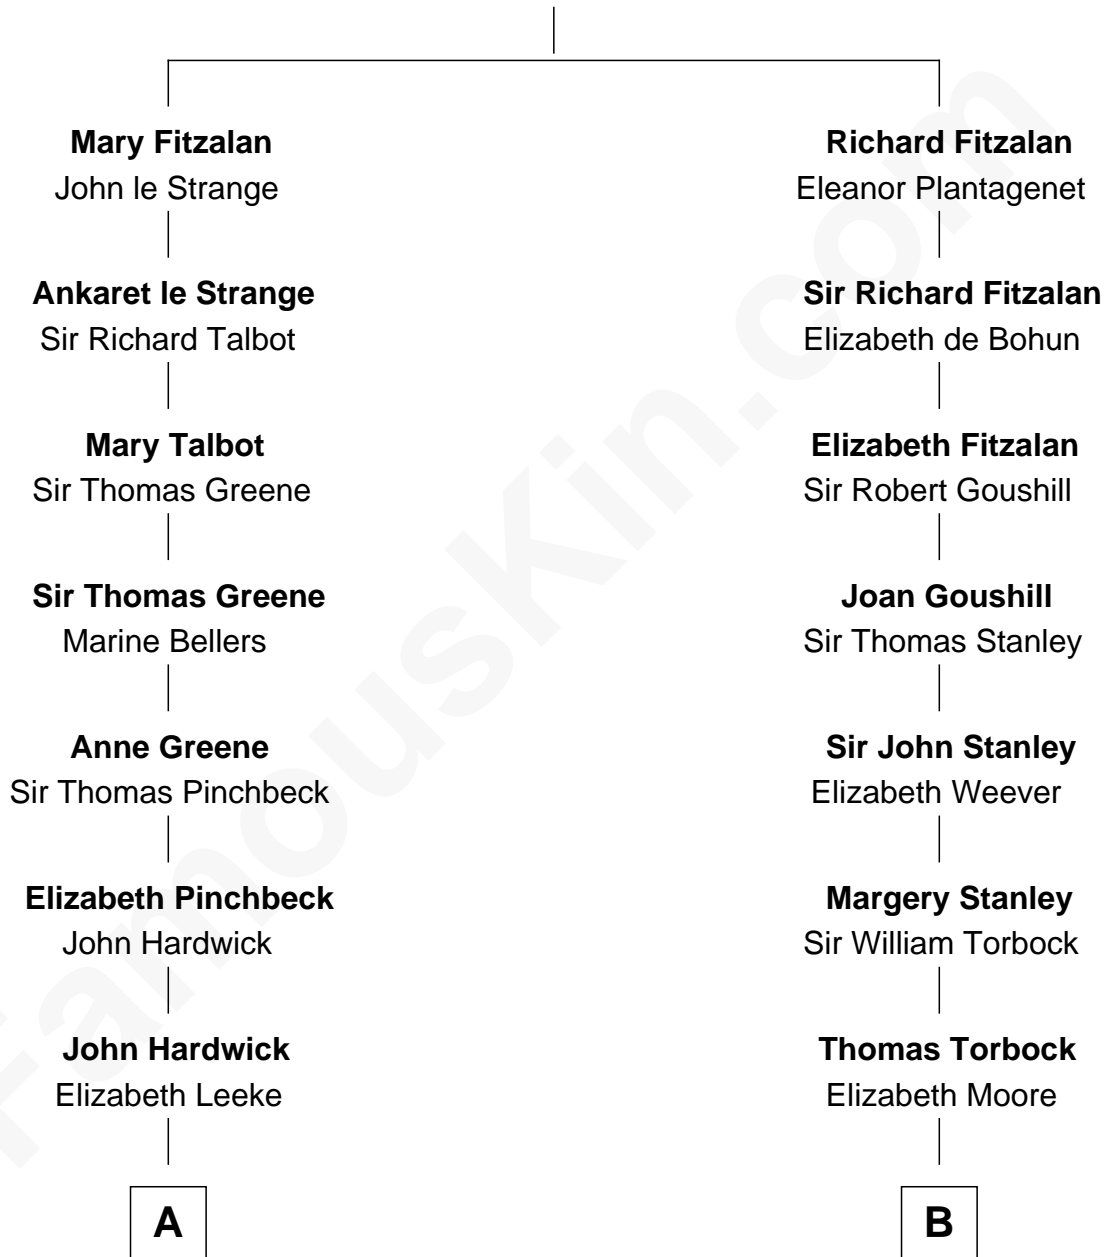 Mary Fitzalan
John le Strange
Ankaret le Strange
Sir Richard Talbot
Mary Talbot
Sir Thomas Greene
Sir Thomas Greene
Marine Bellers
Anne Greene
Sir Thomas Pinchbeck
Elizabeth Pinchbeck
John Hardwick
John Hardwick
Elizabeth Leeke
A
Richard Fitzalan
Eleanor Plantagenet
Sir Richard Fitzalan
Elizabeth de Bohun
Elizabeth Fitzalan
Sir Robert Goushill
Joan Goushill
Sir Thomas Stanley
Sir John Stanley
Elizabeth Weever
Margery Stanley
Sir William Torbock
Thomas Torbock
Elizabeth Moore
B
FamousKin.com